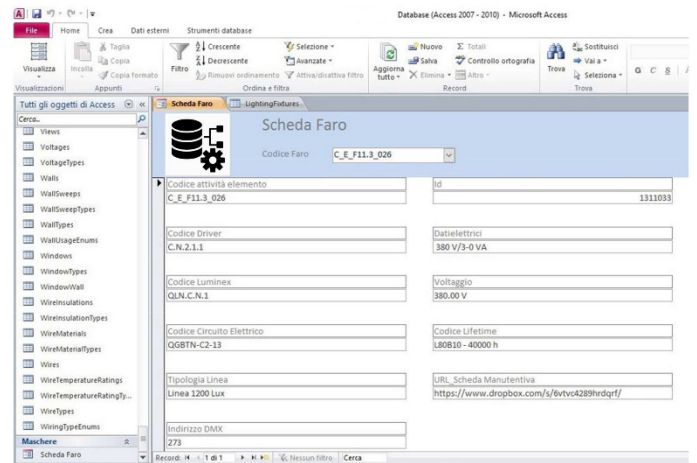 Database (Access 2007 - 2010) - Microsoft Access
File Home Crea Dati esterni Strumenti database
Visualizza
Incolla
Taglia
Copia
Copia formato
Filtro
Crescente
Decrescente
Rimuovi ordinamento
Selezione
Avanzate
Attiva/disattiva filtro
Aggiorna tutto
Nuovo
Salva
Elimina
Totali
Controllo ortografia
Altro
Trova
Sostituisci
Vai a
Seleziona
G C S
Visualizzazioni Appunti Ordina e filtra Record Trova
Tutti gli oggetti di Access
Cerca...
Views
Voltages
VoltageTypes
Walls
WallSweeps
WallSweepTypes
WallTypes
WallUsageEnums
Windows
WindowTypes
WindowWall
WireInsulations
WireInsulationTypes
WireMaterials
WireMaterialTypes
Wires
WireTemperatureRatings
WireTemperatureRatingTy...
WireTypes
WiringTypeEnums
Maschere
Scheda Faro
Scheda Faro LightingFixtures
Scheda Faro
Codice Faro C_E_F11.3_026
Codice attività elemento
C_E_F11.3_026
Id
1311033
Codice Driver
C.N.2.1.1
Datielettrici
380 V/3-0 VA
Codice Luminex
QLN.C.N.1
Voltaggio
380.00 V
Codice Circuito Elettrico
QGBTN-C2-13
Codice Lifetime
L80B10 - 40000 h
Tipologia Linea
Linea 1200 Lux
URL_Scheda Manutentiva
https://www.dropbox.com/s/6vtvc4289hrdqrf/
Indirizzo DMX
273
Record: 1 di 1 Nessun filtro Cerca